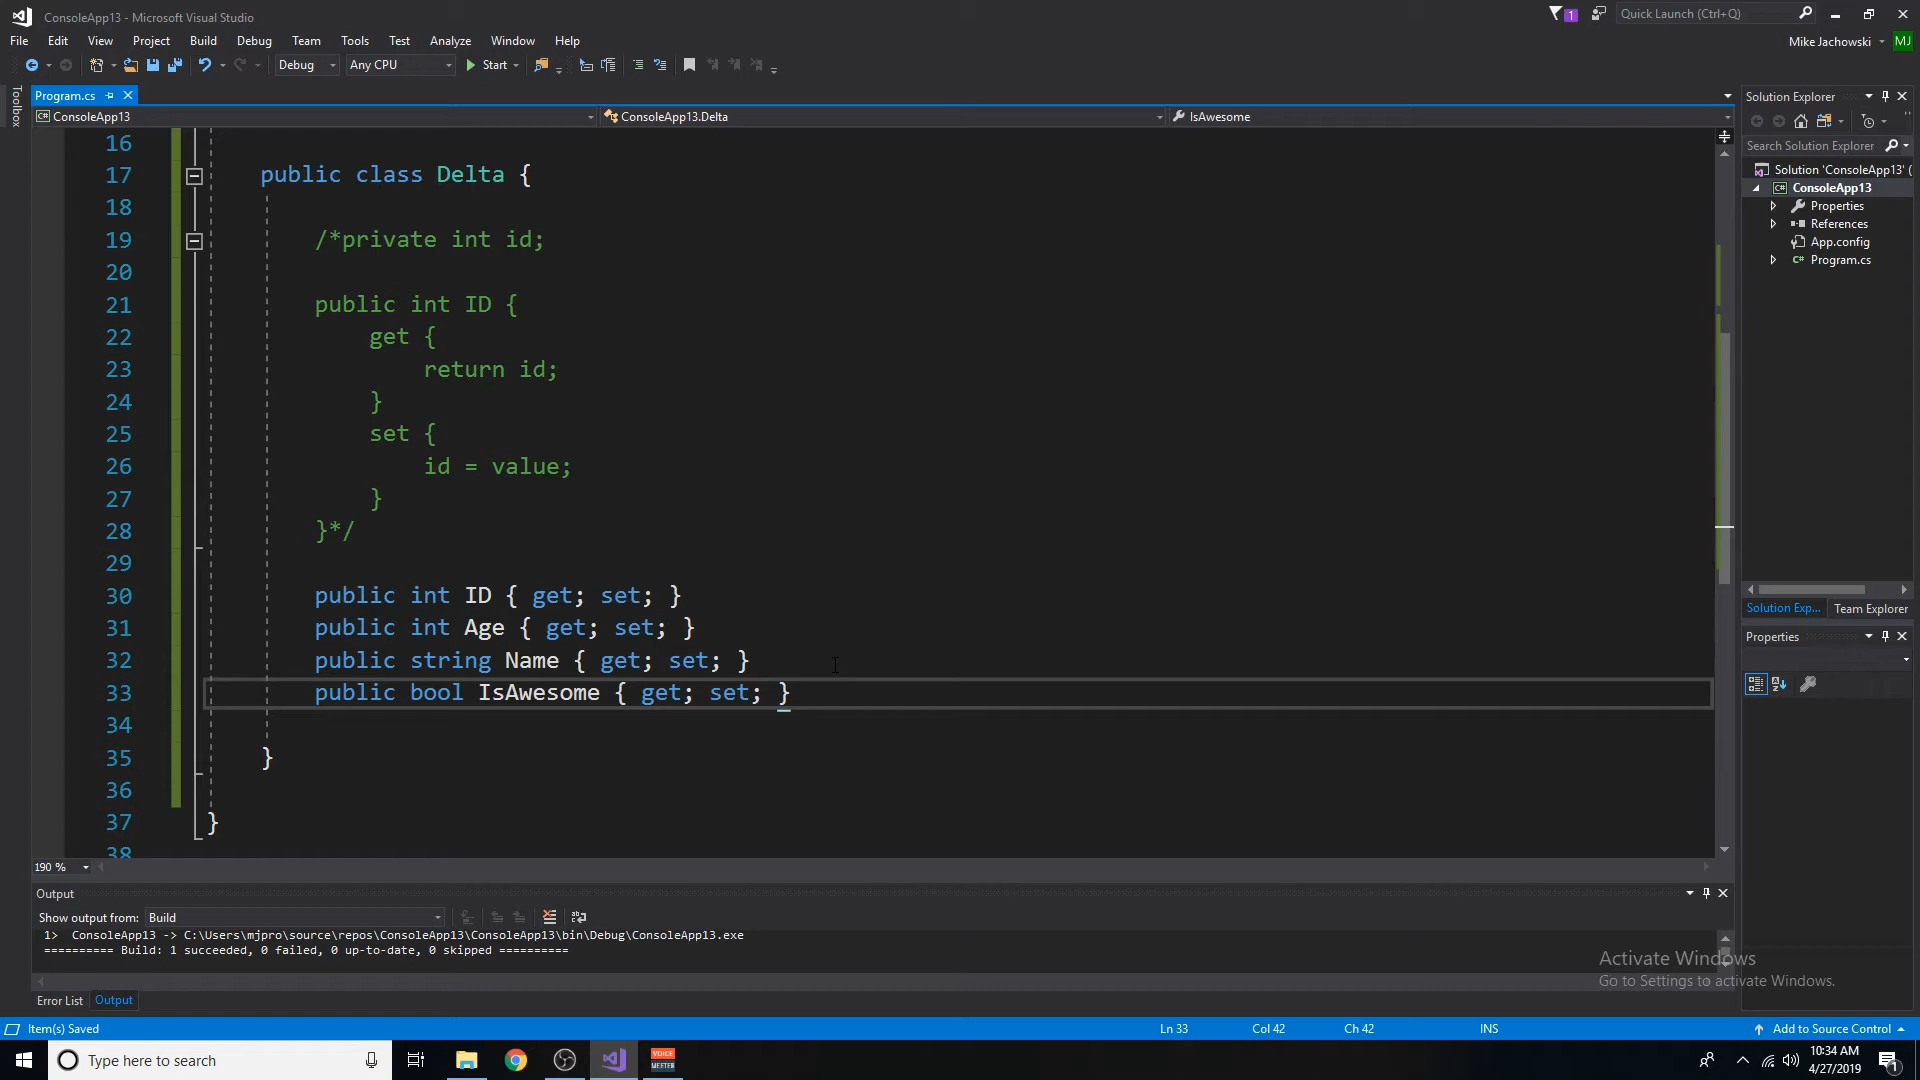 ConsoleApp13 - Microsoft Visual Studio
1
Quick Launch (Ctrl+Q)
File Edit View Project Build Debug Team Tools Test Analyze Window Help
Mike Jachowski
MJ
Debug
Any CPU
Start
Toolbox
Program.cs
ConsoleApp13
ConsoleApp13.Delta
IsAwesome
16
17 public class Delta {
18
19 /*private int id;
20
21 public int ID {
22 get {
23 return id;
24 }
25 set {
26 id = value;
27 }
28 }*/
29
30 public int ID { get; set; }
31 public int Age { get; set; }
32 public string Name { get; set; }
33 public bool IsAwesome { get; set; }
34
35 }
36
37 }
38
190 %
Solution Explorer
Search Solution Explorer
Solution 'ConsoleApp13' (
C# ConsoleApp13
Properties
References
App.config
C# Program.cs
Solution Exp...
Team Explorer
Properties
Output
Show output from: Build
1> ConsoleApp13 -> C:\Users\mjpro\source\repos\ConsoleApp13\ConsoleApp13\bin\Debug\ConsoleApp13.exe
========== Build: 1 succeeded, 0 failed, 0 up-to-date, 0 skipped ==========
Activate Windows
Go to Settings to activate Windows.
Error List
Output
Item(s) Saved
Ln 33
Col 42
Ch 42
INS
Add to Source Control
Type here to search
VOICE
MEETER
10:34 AM
4/27/2019
1